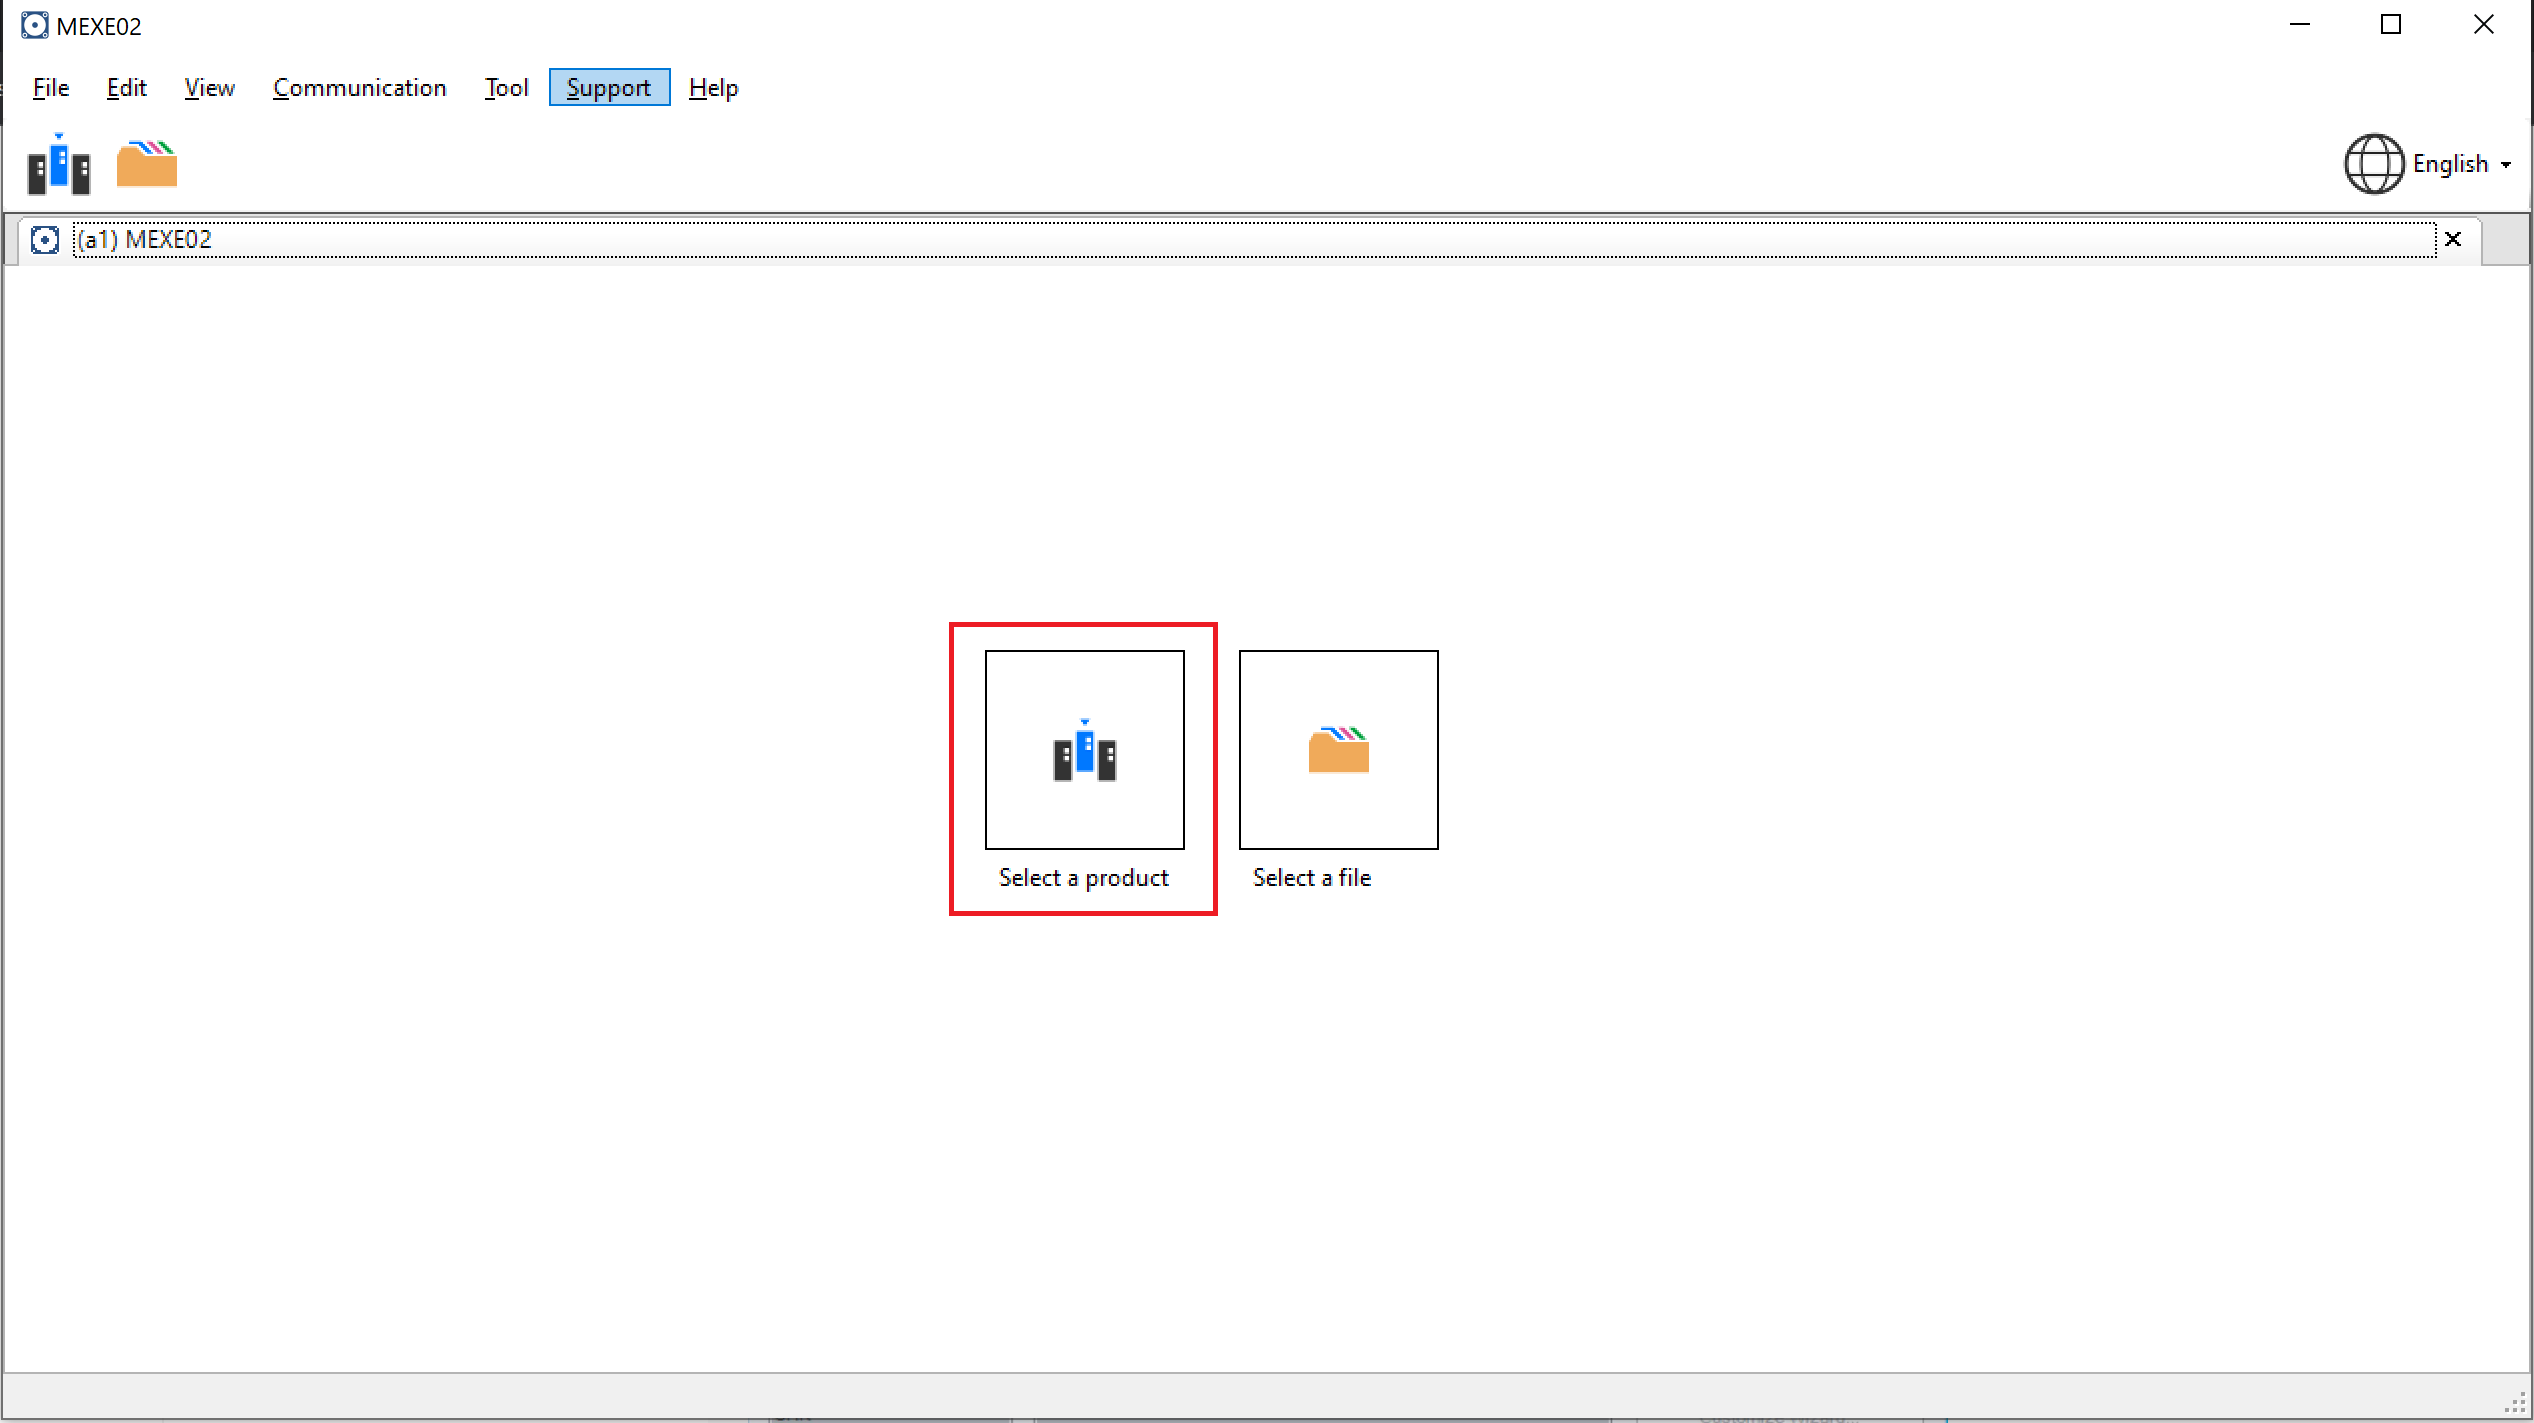 MEXE02
File Edit View Communication Tool Support Help
English
(a1) MEXE02
Select a product Select a file